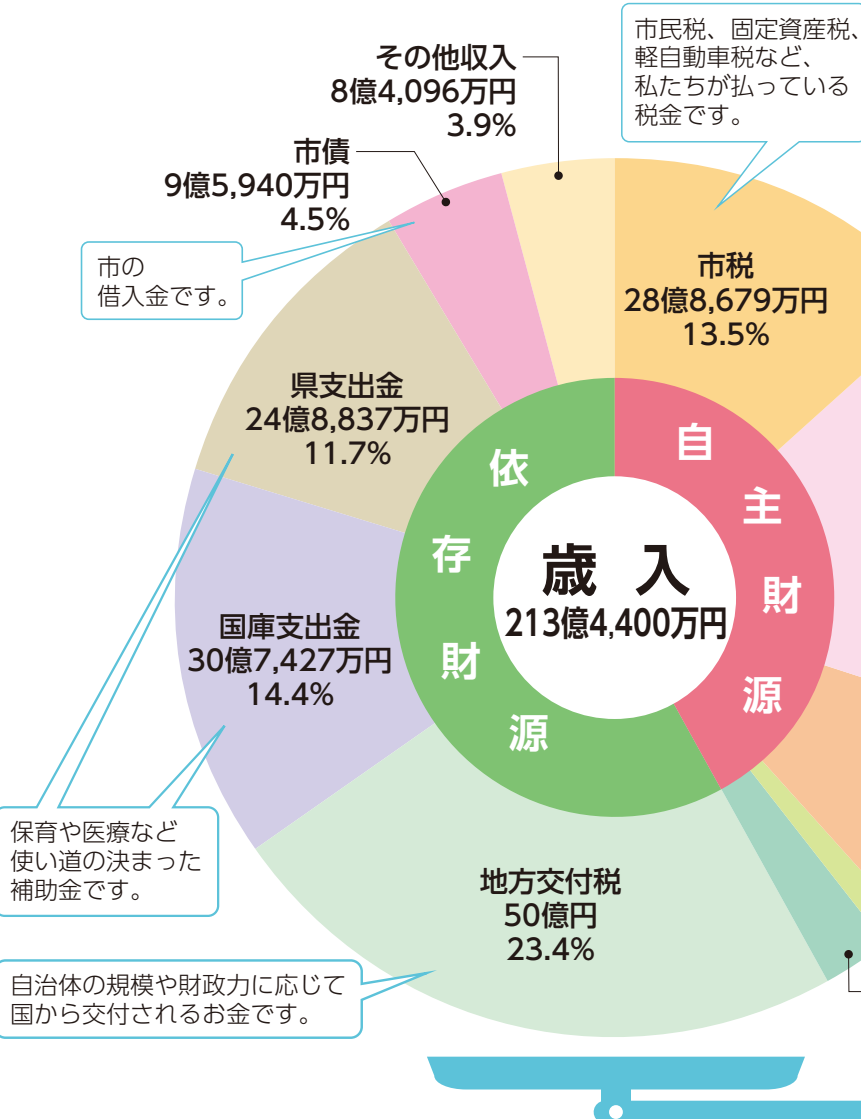 市民税、固定資産税、
軽自動車税など、
私たちが払っている
税金です。
その他収入
8億4,096万円
3.9%
市債
9億5,940万円
4.5%
市の
借入金です。
市税
28億8,679万円
13.5%
県支出金
24億8,837万円
11.7%
依存財源
自主財源
歳入
213億4,400万円
国庫支出金
30億7,427万円
14.4%
保育や医療など
使い道の決まった
補助金です。
地方交付税
50億円
23.4%
自治体の規模や財政力に応じて
国から交付されるお金です。